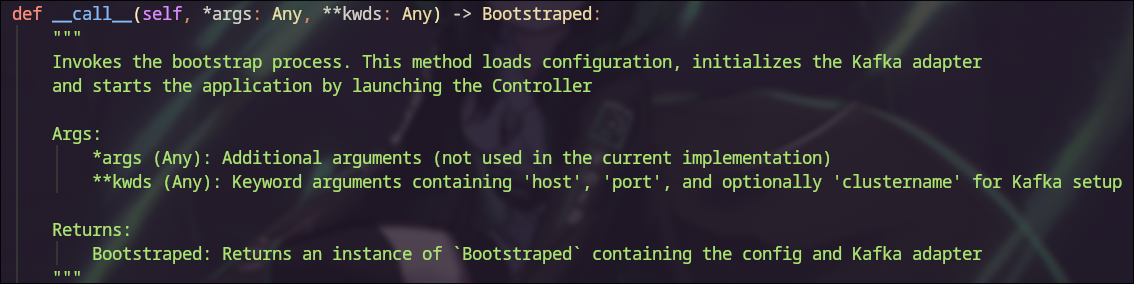 def __call__(self, *args: Any, **kwds: Any) -> Bootstraped:
"""
Invokes the bootstrap process. This method loads configuration, initializes the Kafka adapter
and starts the application by launching the Controller
Args:
*args (Any): Additional arguments (not used in the current implementation)
**kwds (Any): Keyword arguments containing 'host', 'port', and optionally 'clustername' for Kafka setup
Returns:
Bootstraped: Returns an instance of `Bootstraped` containing the config and Kafka adapter
"""